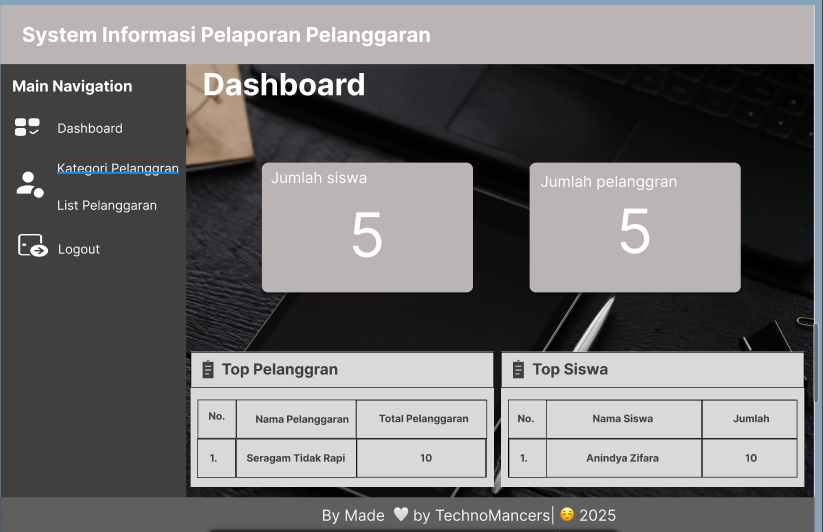 System Informasi Pelaporan Pelanggaran
Main Navigation
Dashboard
Kategori Pelanggran
List Pelanggaran
Logout
Dashboard
Jumlah siswa
5
Jumlah pelanggran
5
Top Pelanggran
No. Nama Pelanggaran Total Pelanggaran
1. Seragam Tidak Rapi 10
Top Siswa
No. Nama Siswa Jumlah
1. Anindya Zifara 10
By Made 🤍 by TechnoMancers| ☺️ 2025